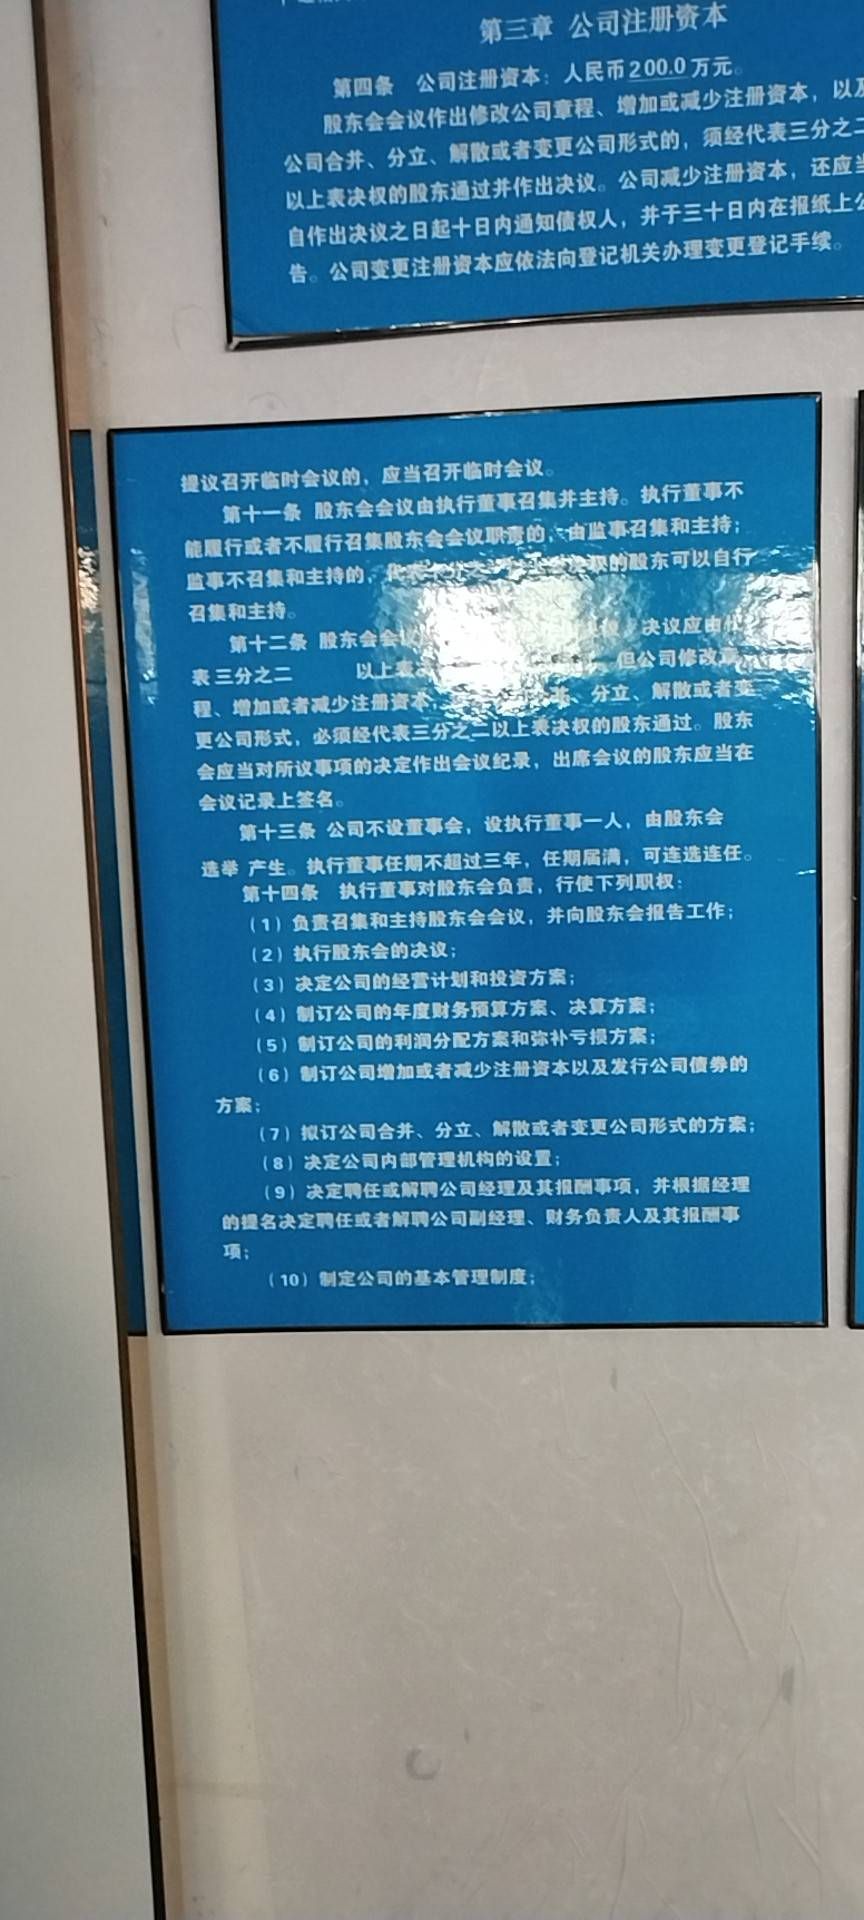 第三章 公司注册资本
第四条 公司注册资本：人民币200.0万元。
股东会会议作出修改公司章程、增加或减少注册资本，以及
公司合并、分立、解散或者变更公司形式的，须经代表三分之二
以上表决权的股东通过并作出决议。公司减少注册资本，还应当
自作出决议之日起十日内通知债权人，并于三十日内在报纸上公
告。公司变更注册资本应依法向登记机关办理变更登记手续。
提议召开临时会议的，应当召开临时会议。
第十一条 股东会会议由执行董事召集并主持。执行董事不
能履行或者不履行召集股东会会议职责的，由监事召集和主持；
监事不召集和主持的，代表十分之 权的股东可以自行
召集和主持。
第十二条 股东会会议 决议应由代
表三分之二 以上表 但公司修改章
程、增加或者减少注册资本， 分立、解散或者变
更公司形式，必须经代表三分之二以上表决权的股东通过。股东
会应当对所议事项的决定作出会议纪录，出席会议的股东应当在
会议记录上签名。
第十三条 公司不设董事会，设执行董事一人，由股东会
选举 产生。执行董事任期不超过三年，任期届满，可连选连任。
第十四条 执行董事对股东会负责，行使下列职权：
（1）负责召集和主持股东会会议，并向股东会报告工作；
（2）执行股东会的决议；
（3）决定公司的经营计划和投资方案；
（4）制订公司的年度财务预算方案、决算方案；
（5）制订公司的利润分配方案和弥补亏损方案；
（6）制订公司增加或者减少注册资本以及发行公司债券的
方案；
（7）拟订公司合并、分立、解散或者变更公司形式的方案；
（8）决定公司内部管理机构的设置；
（9）决定聘任或解聘公司经理及其报酬事项，并根据经理
的提名决定聘任或者解聘公司副经理、财务负责人及其报酬事
项；
（10）制定公司的基本管理制度；